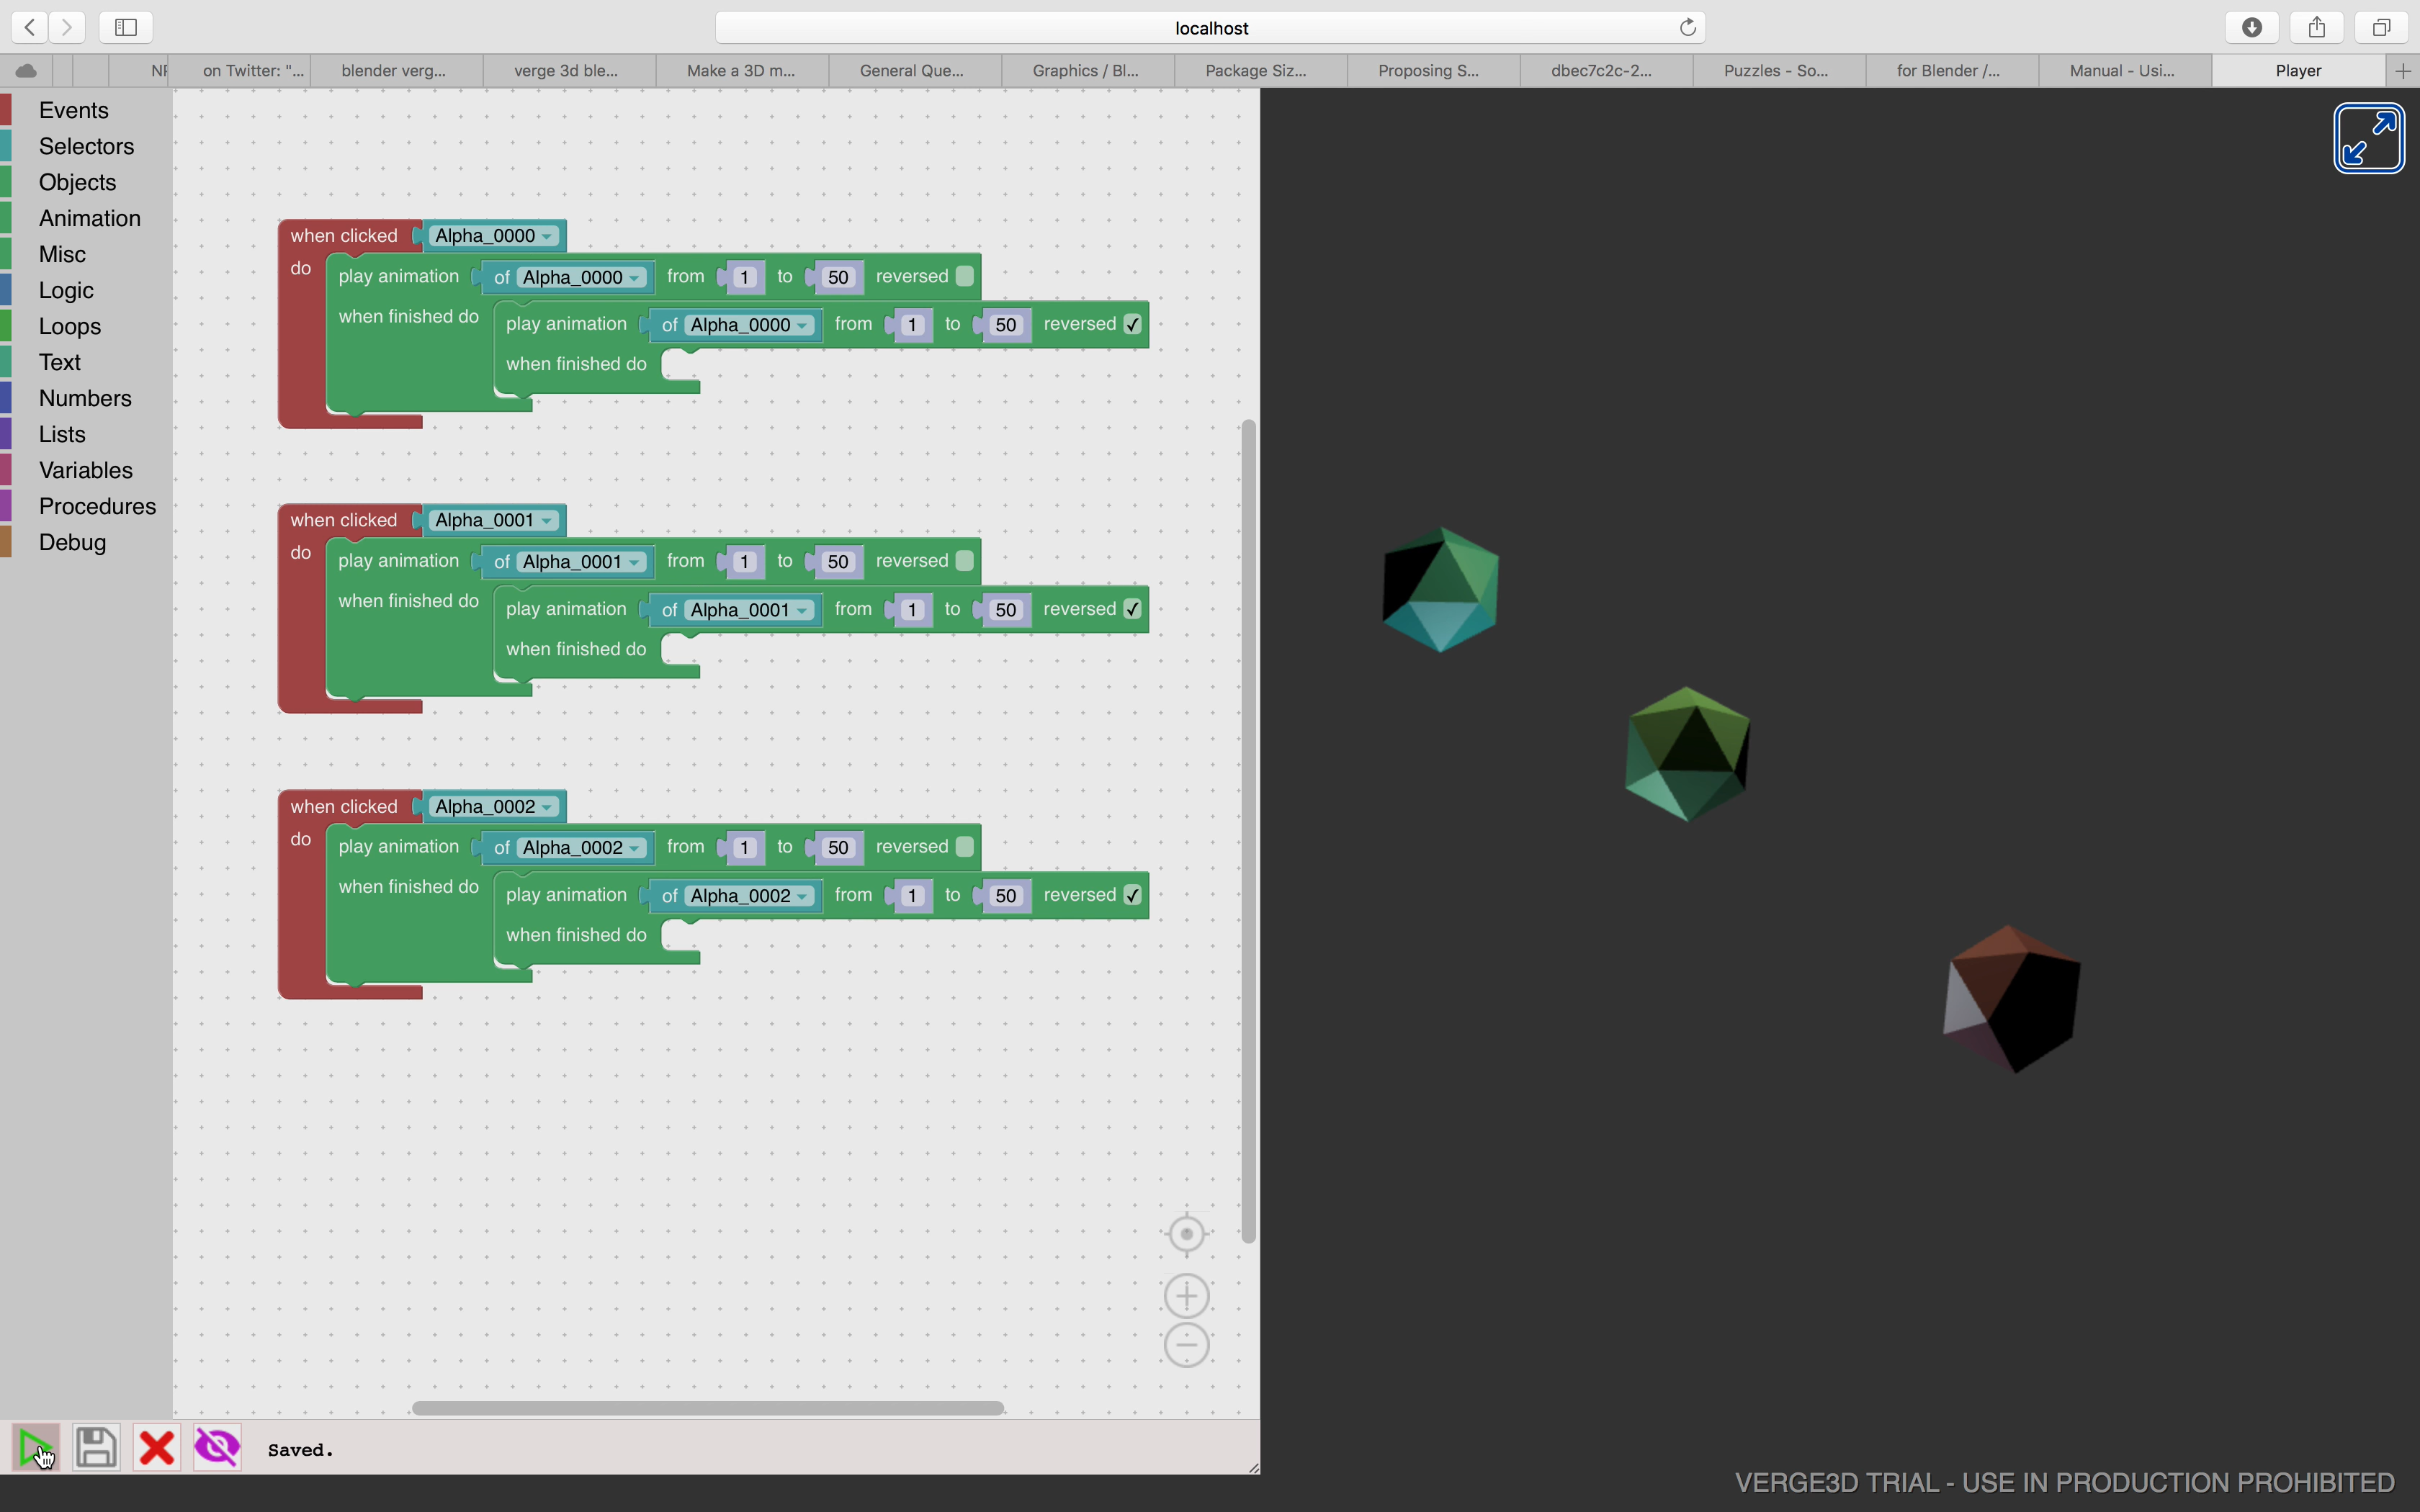 localhost
on Twitter: "... blender verg... verge 3d ble... Make a 3D m... General Que... Graphics / Bl... Package Siz... Proposing S... dbec7c2c-2... Puzzles - So... for Blender /... Manual - Usi... Player
Events
Selectors
Objects
Animation
Misc
Logic
Loops
Text
Numbers
Lists
Variables
Procedures
Debug
when clicked Alpha_0000
do play animation of Alpha_0000 from 1 to 50 reversed
when finished do play animation of Alpha_0000 from 1 to 50 reversed ✓
when finished do
when clicked Alpha_0001
do play animation of Alpha_0001 from 1 to 50 reversed
when finished do play animation of Alpha_0001 from 1 to 50 reversed ✓
when finished do
when clicked Alpha_0002
do play animation of Alpha_0002 from 1 to 50 reversed
when finished do play animation of Alpha_0002 from 1 to 50 reversed ✓
when finished do
Saved.
VERGE3D TRIAL - USE IN PRODUCTION PROHIBITED